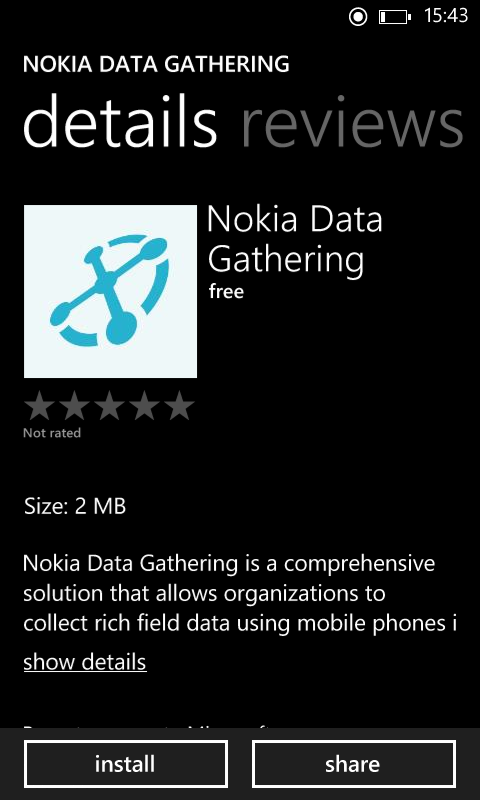 15:43
NOKIA DATA GATHERING
details reviews
Nokia Data
Gathering
free
Not rated
Size: 2 MB
Nokia Data Gathering is a comprehensive
solution that allows organizations to
collect rich field data using mobile phones i
show details
install share